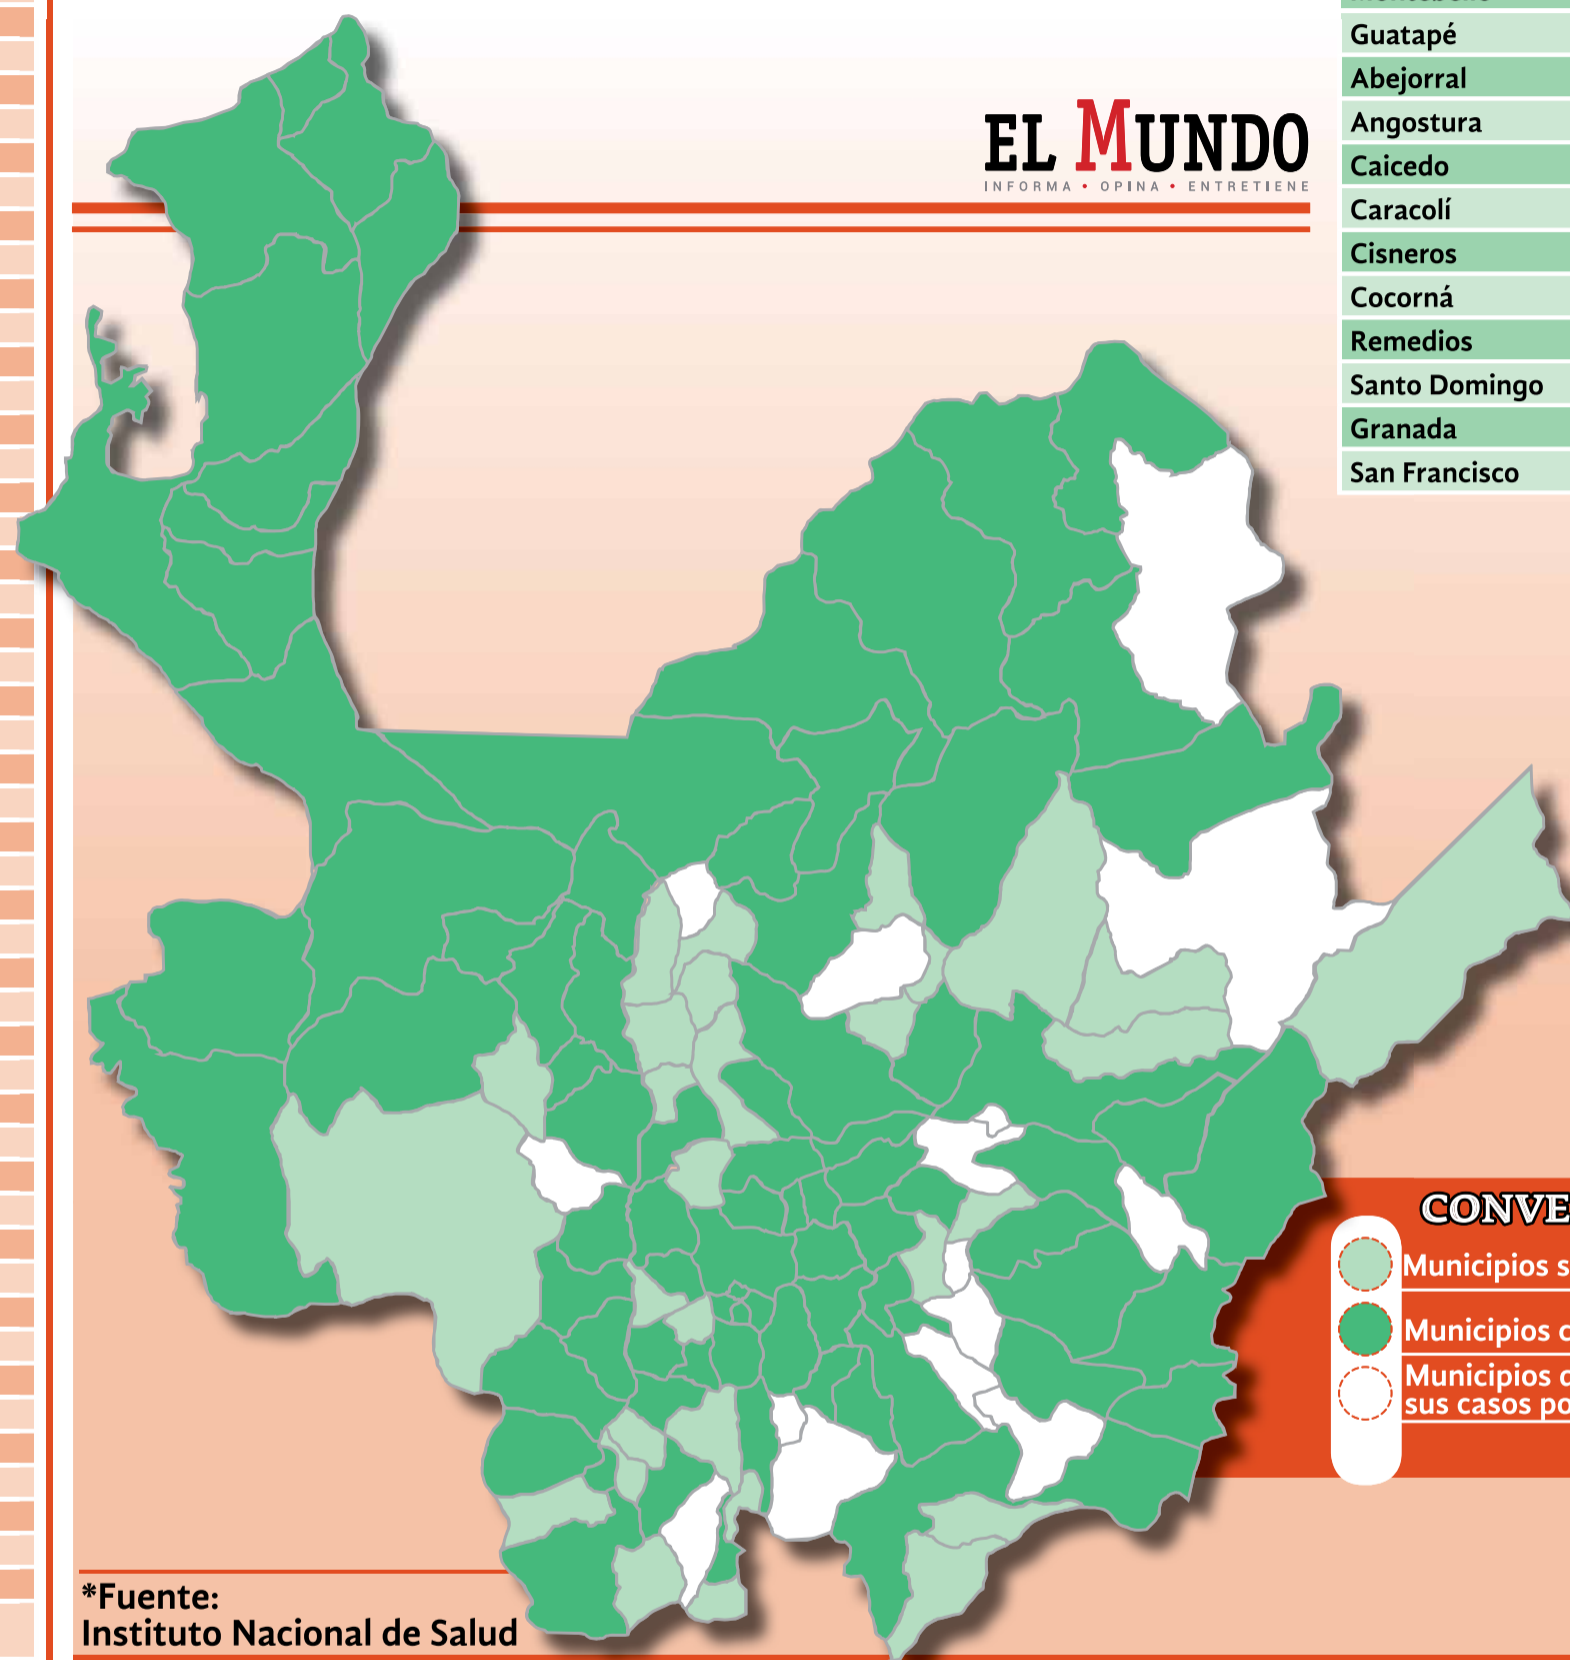 Guatapé
Abejorral
Angostura
Caicedo
Caracolí
Cisneros
Cocorná
Remedios
Santo Domingo
Granada
San Francisco
EL MUNDO
INFORMA • OPINA • ENTRETIENE
CONVE
Municipios s
Municipios c
Municipios
sus casos po
*Fuente:
Instituto Nacional de Salud